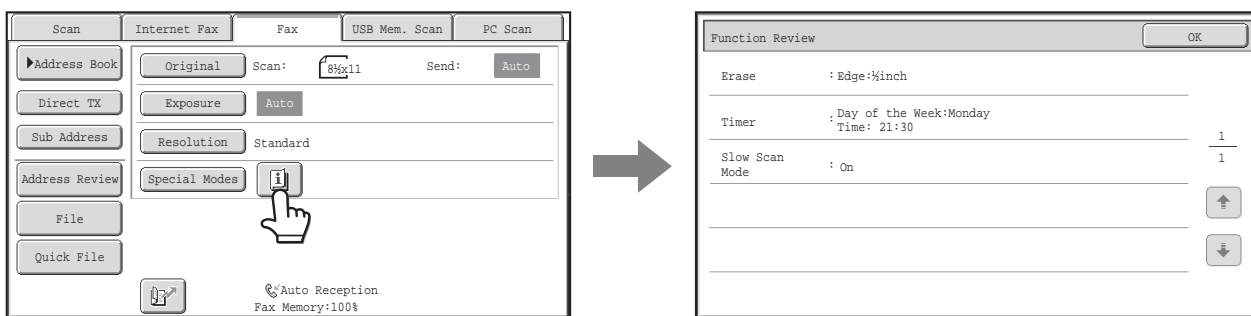 Scan Internet Fax Fax USB Mem. Scan PC Scan
Address Book
Original Scan: 8½x11 Send: Auto
Direct TX
Exposure Auto
Sub Address
Resolution Standard
Address Review
Special Modes
File
Quick File
Auto Reception
Fax Memory:100%
Function Review OK
Erase : Edge:½inch
Timer : Day of the Week:Monday
Time: 21:30
Slow Scan
Mode : On
1
1